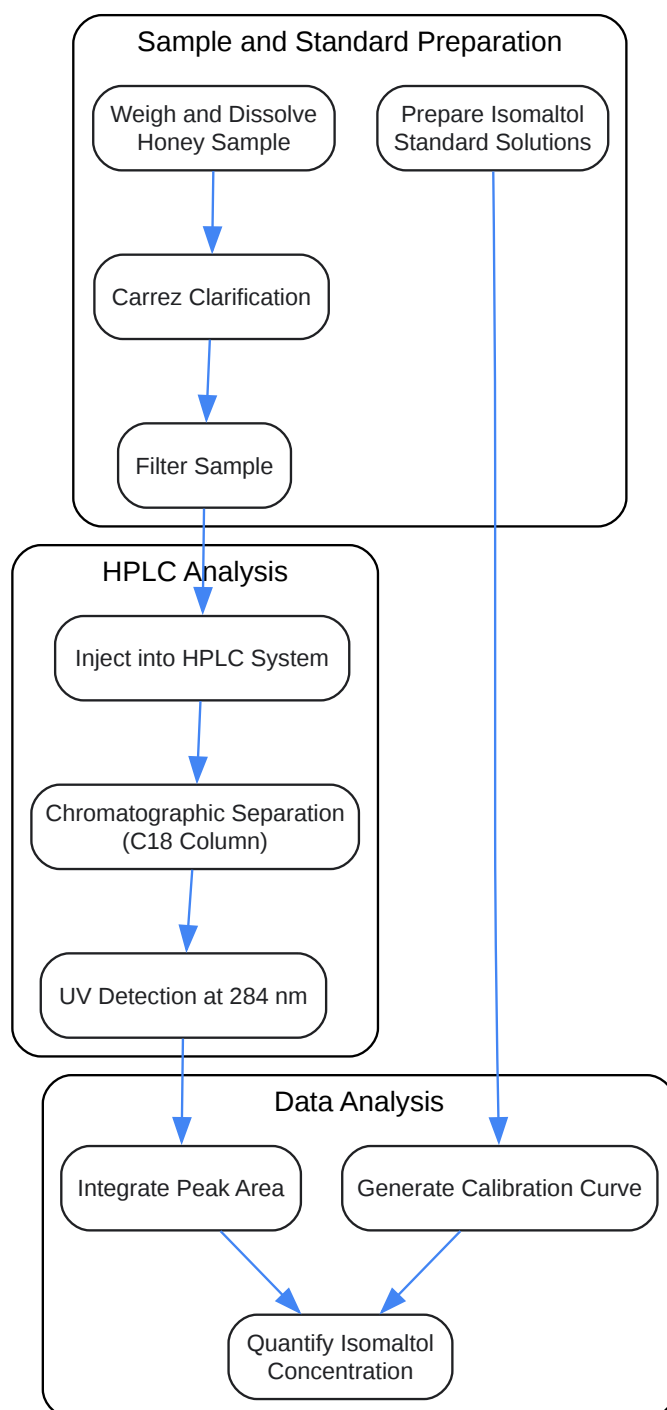 Sample and Standard Preparation
Weigh and Dissolve
Honey Sample
Prepare Isomaltol
Standard Solutions
Carrez Clarification
Filter Sample
HPLC Analysis
Inject into HPLC System
Chromatographic Separation
(C18 Column)
UV Detection at 284 nm
Data Analysis
Integrate Peak Area
Generate Calibration Curve
Quantify Isomaltol
Concentration